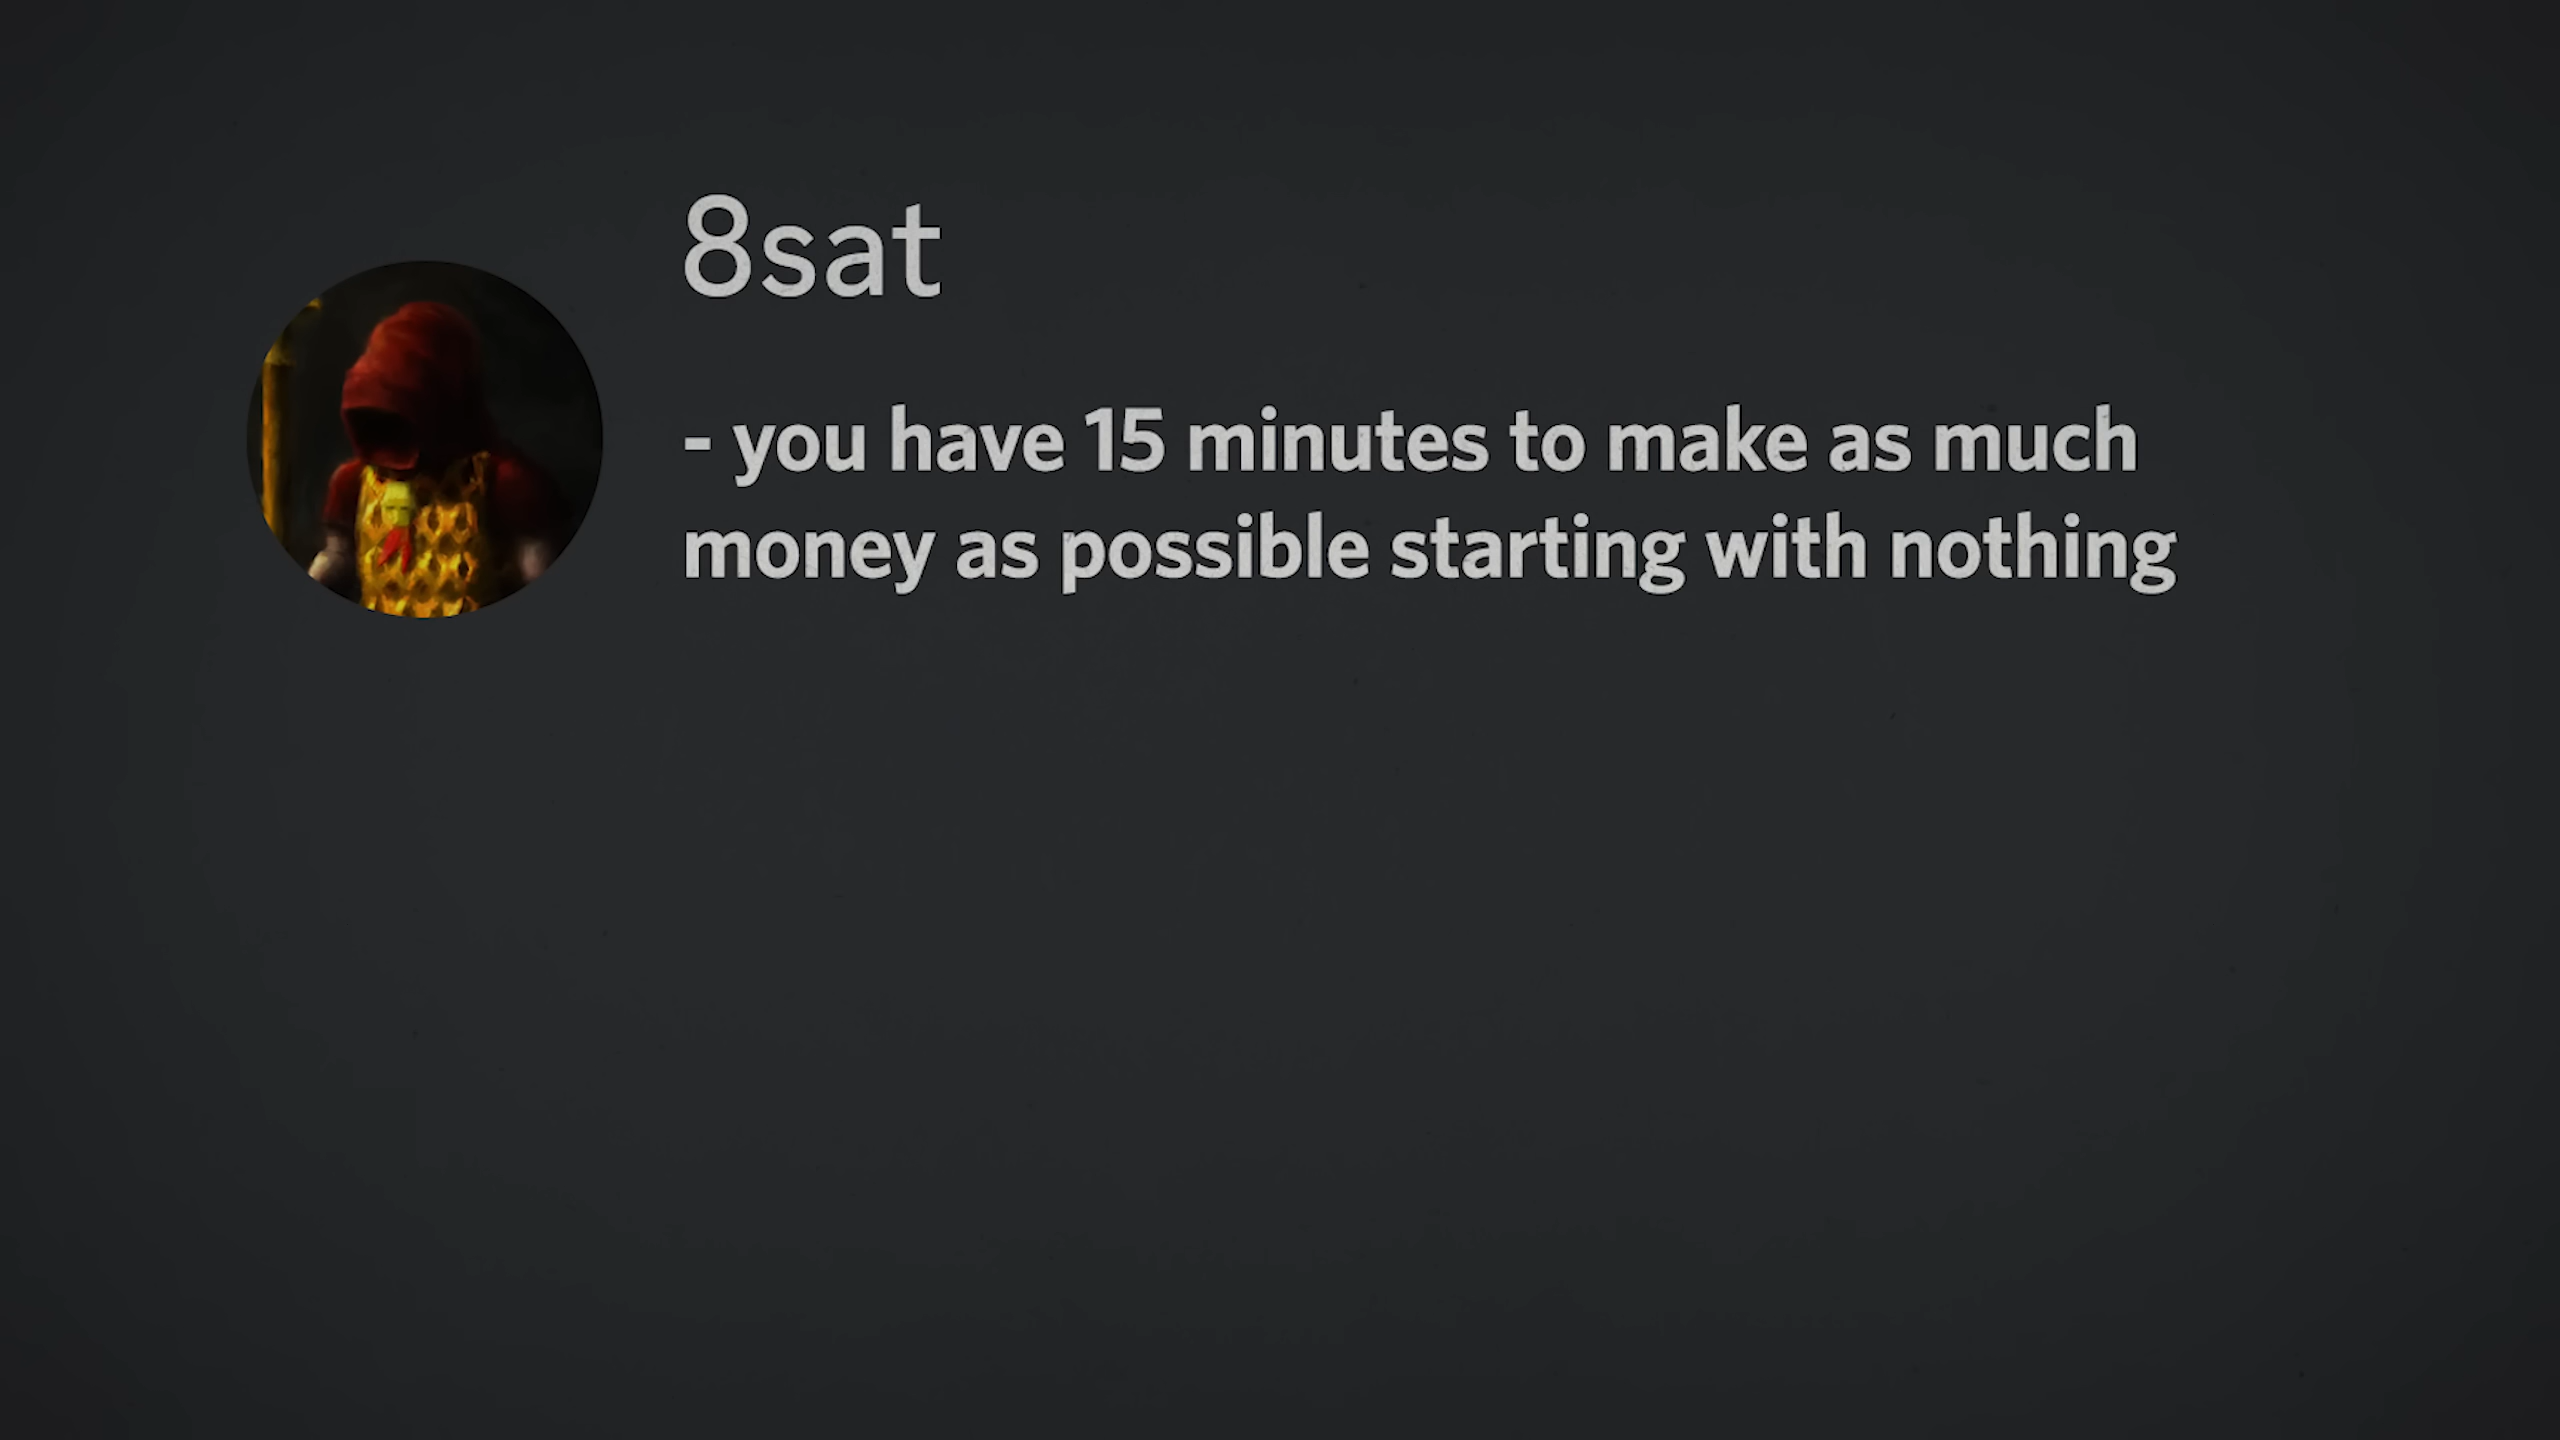 8sat
- you have 15 minutes to make as much
money as possible starting with nothing